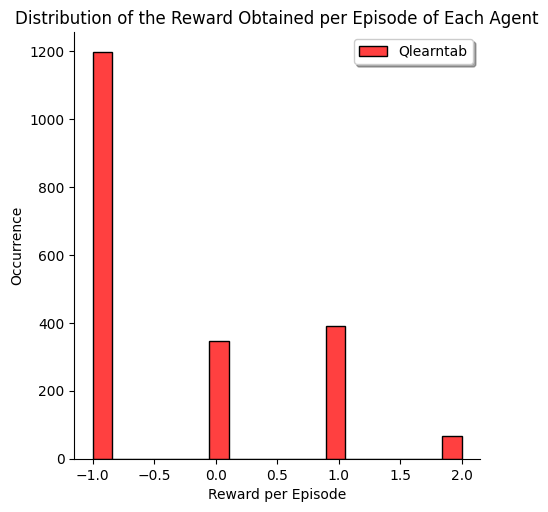 Distribution of the Reward Obtained per Episode of Each Agent
Qlearntab
1200
1000
800
600
400
200
0
Occurrence
−1.0 −0.5 0.0 0.5 1.0 1.5 2.0
Reward per Episode